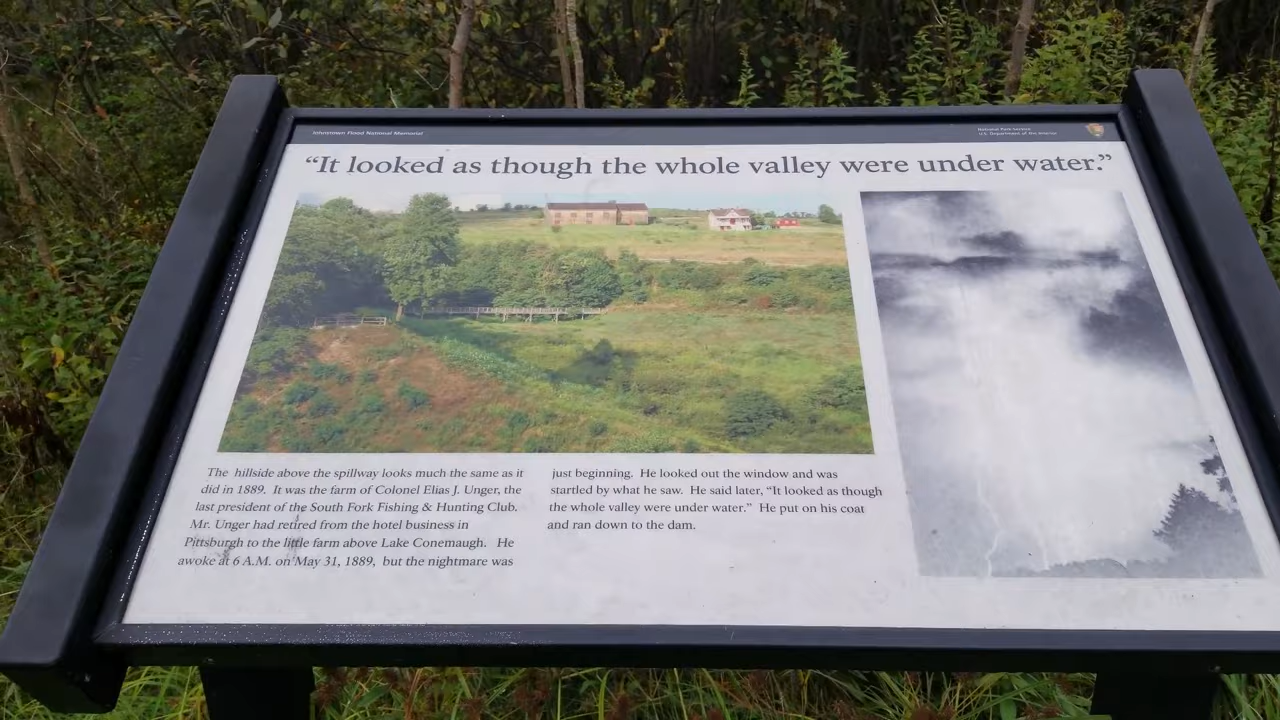 Johnstown Flood National Memorial
National Park Service
U.S. Department of the Interior
“It looked as though the whole valley were under water.”
The hillside above the spillway looks much the same as it
did in 1889. It was the farm of Colonel Elias J. Unger, the
last president of the South Fork Fishing & Hunting Club.
Mr. Unger had retired from the hotel business in
Pittsburgh to the little farm above Lake Conemaugh. He
awoke at 6 A.M. on May 31, 1889, but the nightmare was
just beginning. He looked out the window and was
startled by what he saw. He said later, “It looked as though
the whole valley were under water.” He put on his coat
and ran down to the dam.